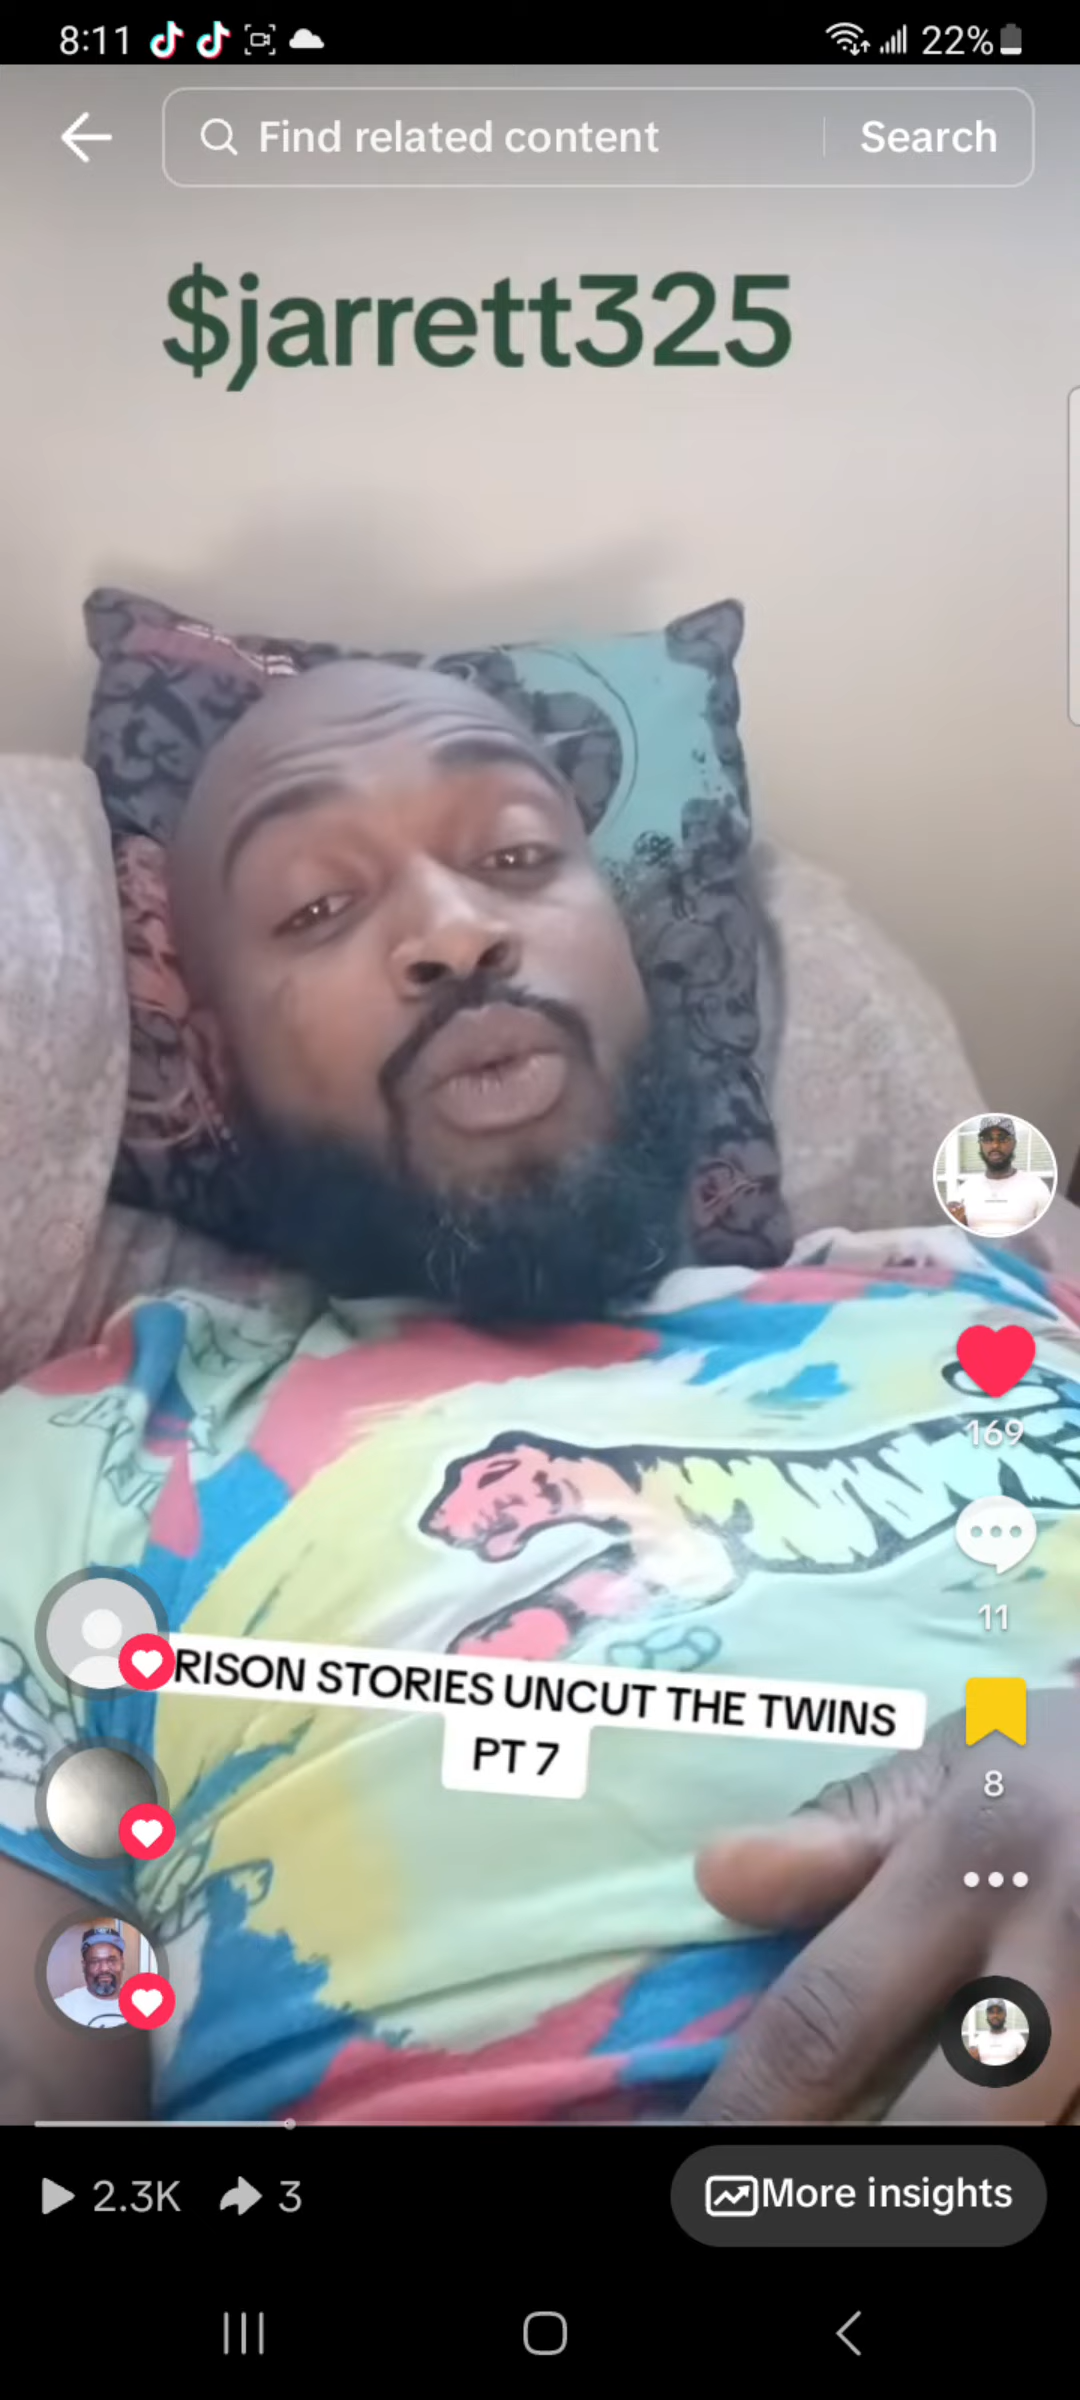 8:11 22%
Find related content Search
$jarrett325
169
RISON STORIES UNCUT THE TWINS
PT 7
11
8
2.3K 3 More insights